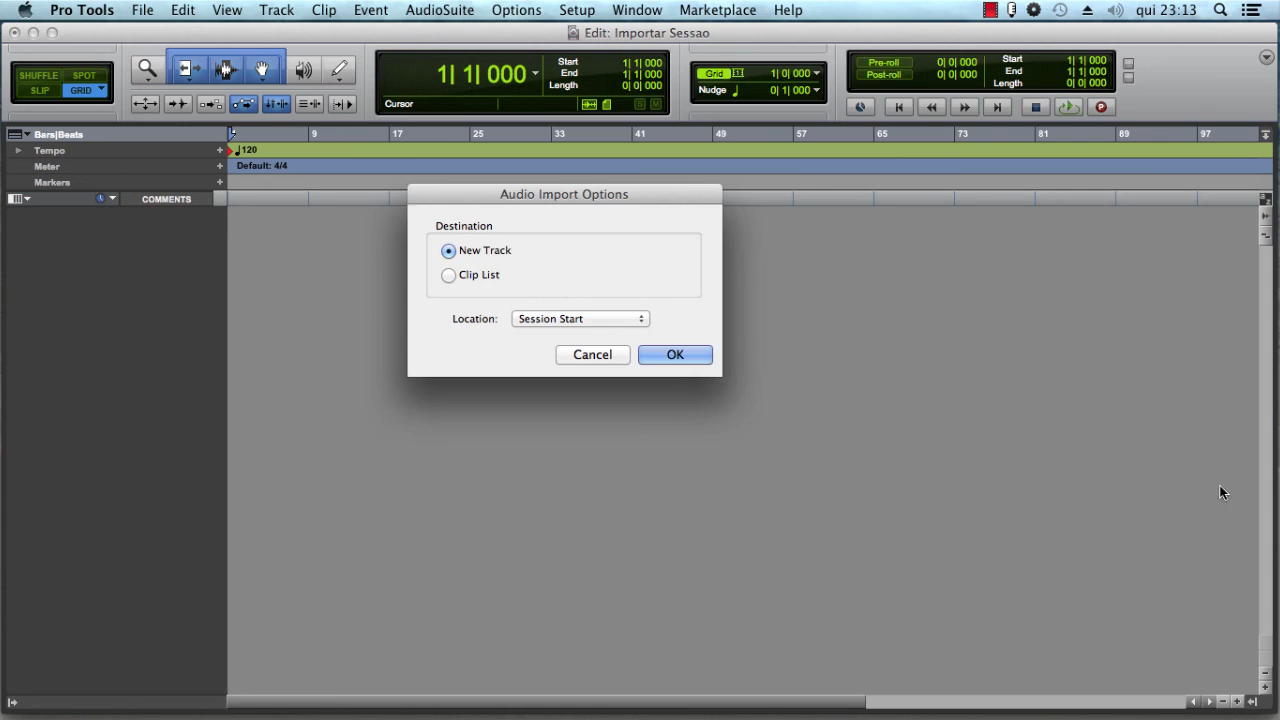 Pro Tools File Edit View Track Clip Event AudioSuite Options Setup Window Marketplace Help qui 23:13
Edit: Importar Sessao
SHUFFLE SPOT
SLIP GRID
1| 1| 000
Start 1| 1| 000
End 1| 1| 000
Length 0| 0| 000
Cursor
Grid 1| 0| 000
Nudge 0| 1| 000
Pre-roll 0| 0| 000
Post-roll 0| 0| 000
Start 1| 1| 000
End 1| 1| 000
Length 0| 0| 000
Bars|Beats 9 17 25 33 41 49 57 65 73 81 89 97
Tempo 120
Meter Default: 4/4
Markers
COMMENTS
Audio Import Options
Destination
New Track
Clip List
Location: Session Start
Cancel OK